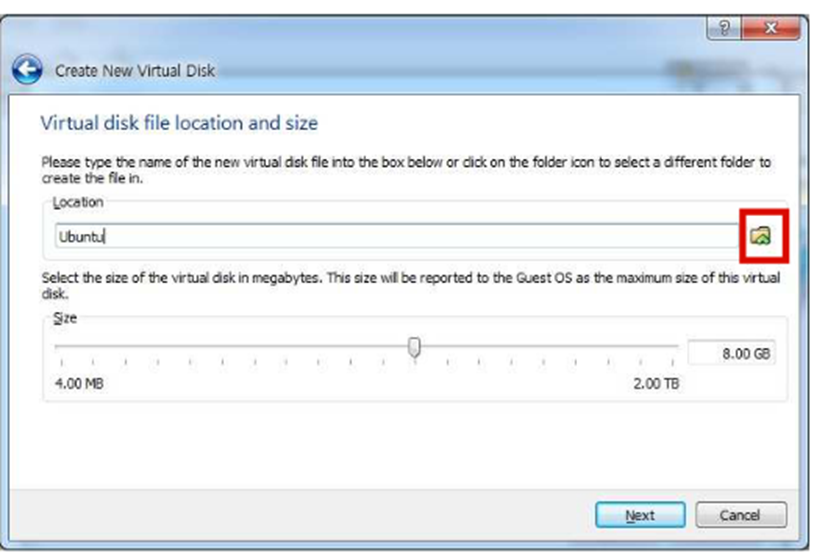 Create New Virtual Disk
Virtual disk file location and size
Please type the name of the new virtual disk file into the box below or click on the folder icon to select a different folder to
create the file in.
Location
Ubuntu
Select the size of the virtual disk in megabytes. This size will be reported to the Guest OS as the maximum size of this virtual
disk.
Size
8.00 GB
4.00 MB 2.00 TB
Next Cancel